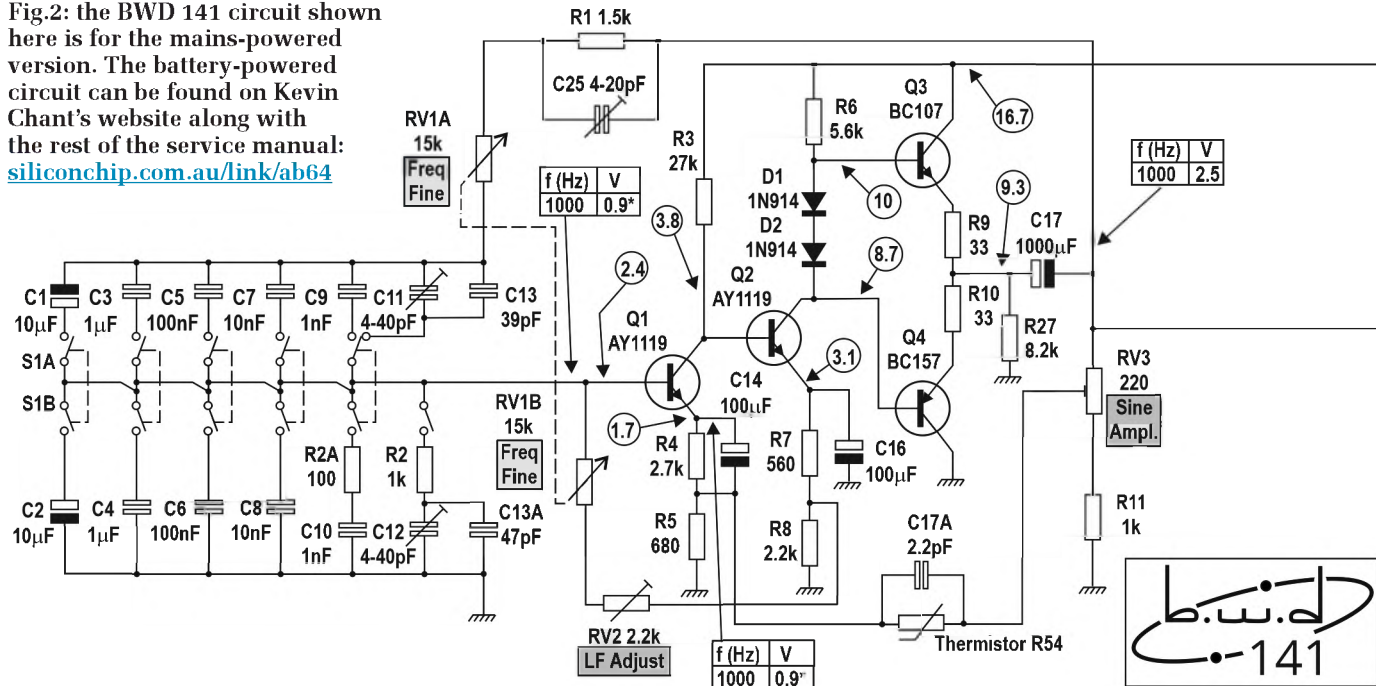 Fig.2: the BWD 141 circuit shown
here is for the mains-powered
version. The battery-powered
circuit can be found on Kevin
Chant's website along with
the rest of the service manual:
siliconchip.com.au/link/ab64
R1 1.5k
C25 4-20pF
RV1A
15k
Freq
Fine
f (Hz) V
1000 0.9*
R3
27k
R6
5.6k
Q3
BC107
16.7
f (Hz) V
1000 2.5
D1
1N914
D2
1N914
10
9.3
3.8
R9
33
C17
1000µF
2.4
8.7
Q2
AY1119
C1
10µF
C3
1µF
C5
100nF
C7
10nF
C9
1nF
C11
4-40pF
C13
39pF
Q1
AY1119
R10
33
R27
8.2k
Q4
BC157
3.1
S1A
S1B
RV3
220
Sine
Ampl.
C14
100µF
RV1B
15k
Freq
Fine
1.7
R4
2.7k
R7
560
C16
100µF
R2A
100
R2
1k
C2
10µF
C4
1µF
C6
100nF
C8
10nF
C10
1nF
C12
4-40pF
C13A
47pF
R5
680
R8
2.2k
C17A
2.2pF
R11
1k
RV2 2.2k
LF Adjust
f (Hz) V
1000 0.9*
Thermistor R54
b.w.d
141